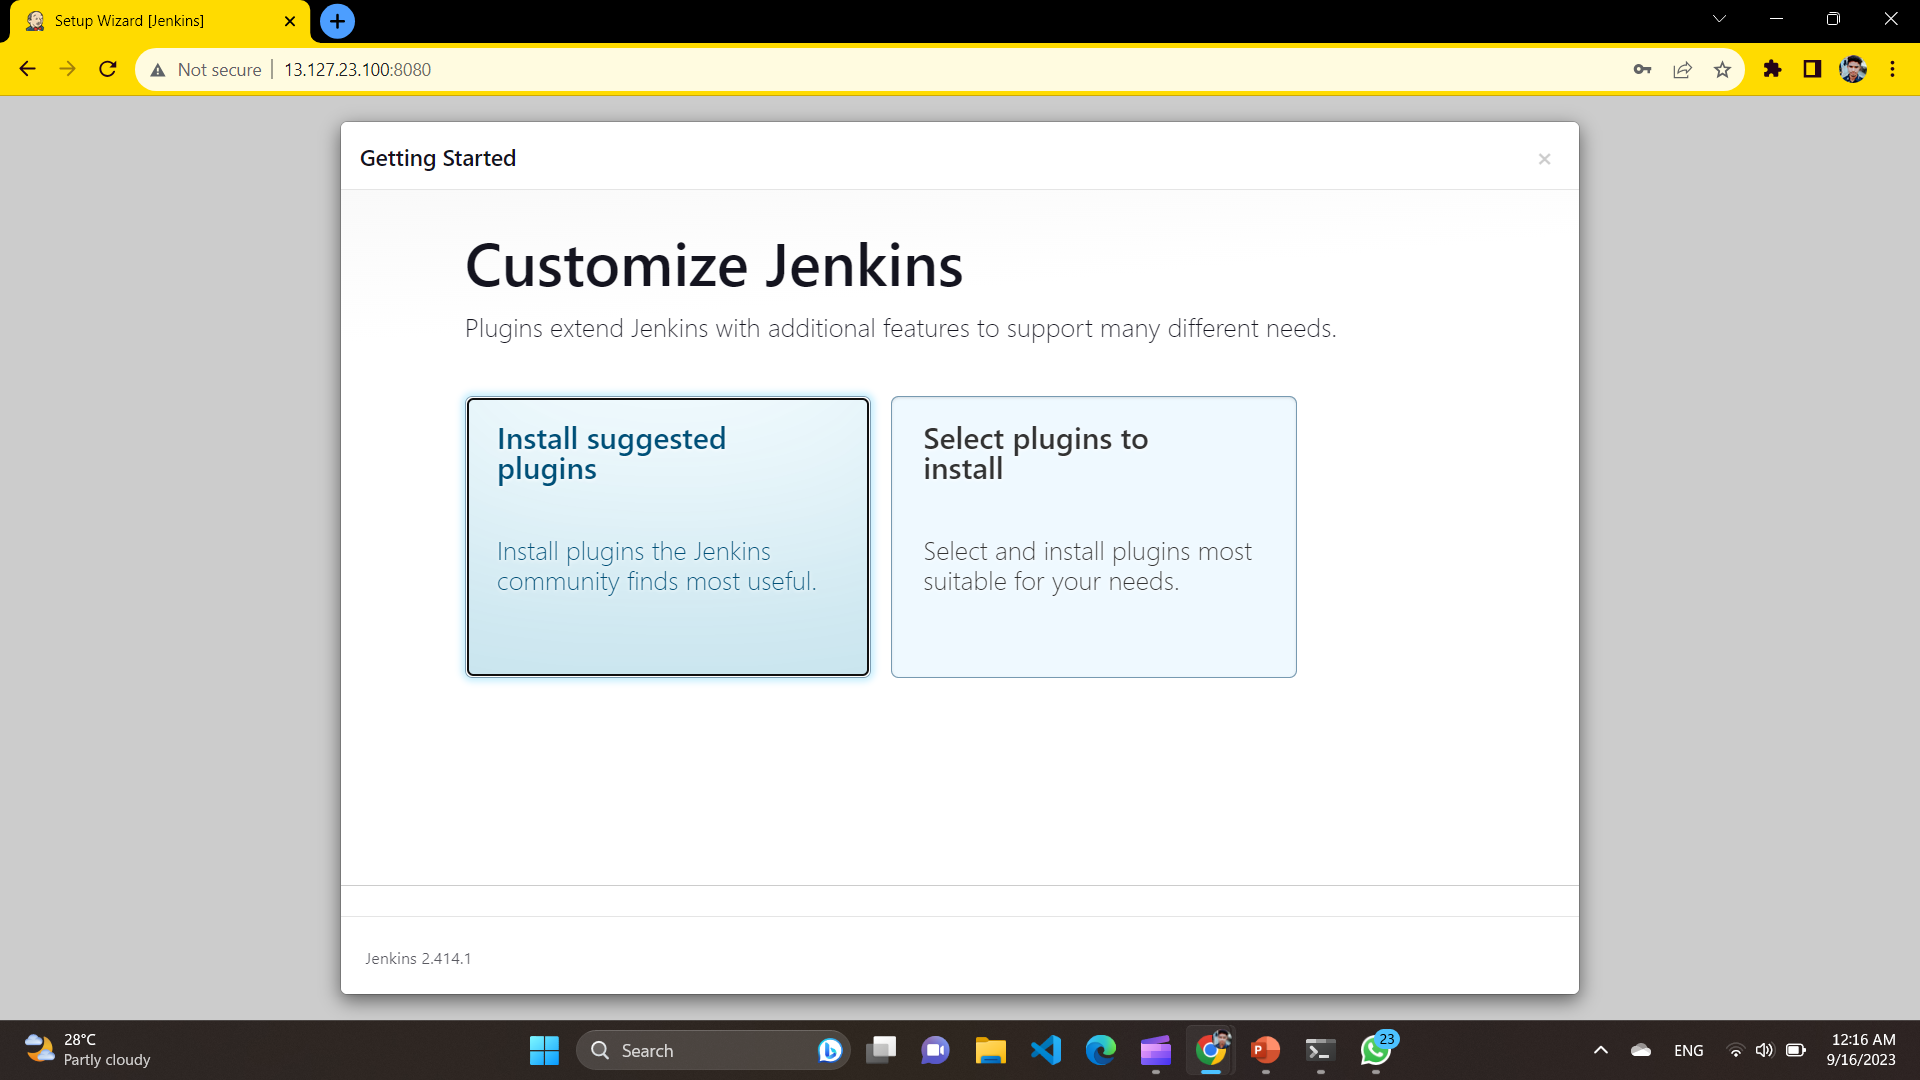 Setup Wizard [Jenkins]
Not secure
13.127.23.100:8080
Getting Started
Customize Jenkins
Plugins extend Jenkins with additional features to support many different needs.
Install suggested
plugins
Install plugins the Jenkins
community finds most useful.
Select plugins to
install
Select and install plugins most
suitable for your needs.
Jenkins 2.414.1
28°C
Partly cloudy
Search
23
ENG
12:16 AM
9/16/2023